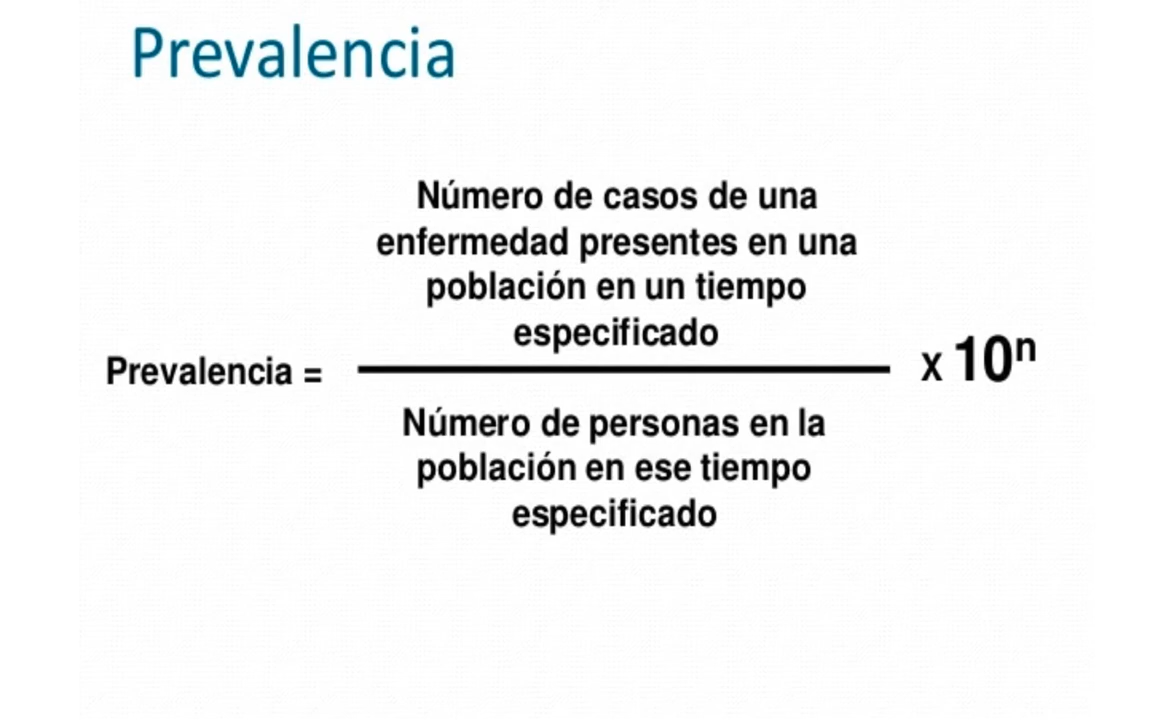 Prevalencia
Número de casos de una
enfermedad presentes en una
población en un tiempo
especificado
Prevalencia =
x 10ⁿ
Número de personas en la
población en ese tiempo
especificado